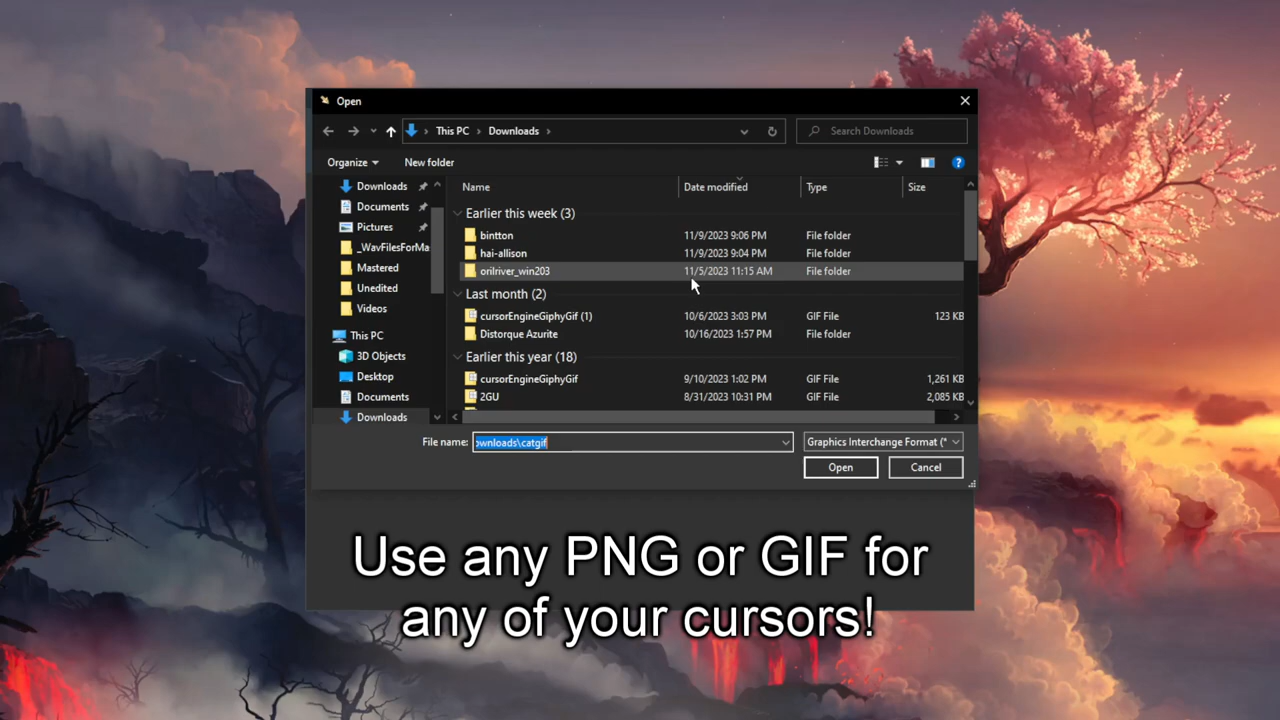 Open
This PC
Downloads
Search Downloads
Organize
New folder
Downloads
Documents
Pictures
_WavFilesForMa
Mastered
Unedited
Videos
This PC
3D Objects
Desktop
Documents
Downloads
Name Date modified Type Size
Earlier this week (3)
bintton 11/9/2023 9:06 PM File folder
hai-allison 11/9/2023 9:04 PM File folder
orilriver_win203 11/5/2023 11:15 AM File folder
Last month (2)
cursorEngineGiphyGif (1) 10/6/2023 3:03 PM GIF File 123 KB
Distorque Azurite 10/16/2023 1:57 PM File folder
Earlier this year (18)
cursorEngineGiphyGif 9/10/2023 1:02 PM GIF File 1,261 KB
2GU 8/31/2023 10:31 PM GIF File 2,085 KB
File name: ownloads\catgif Graphics Interchange Format (*
Open Cancel
Use any PNG or GIF for
any of your cursors!